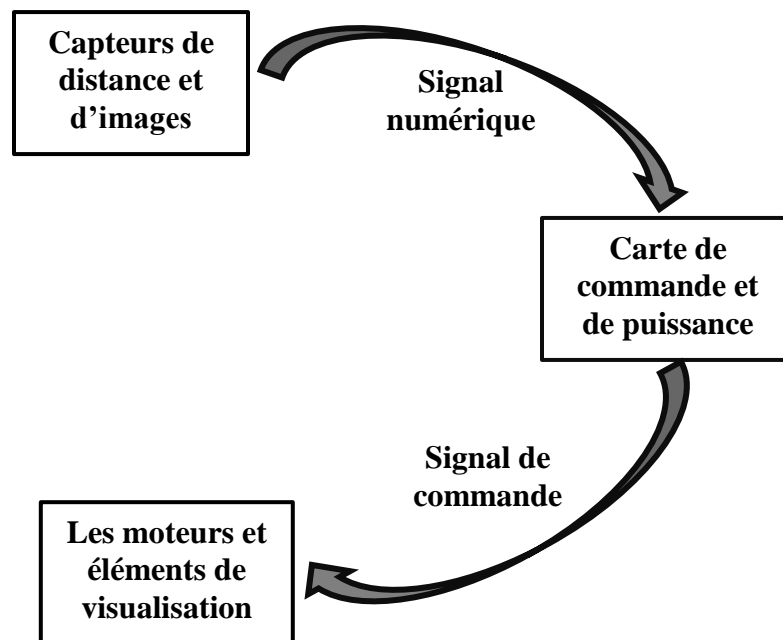 Capteurs de
distance et
d’images
Signal
numérique
Carte de
commande et
de puissance
Signal de
commande
Les moteurs et
éléments de
visualisation